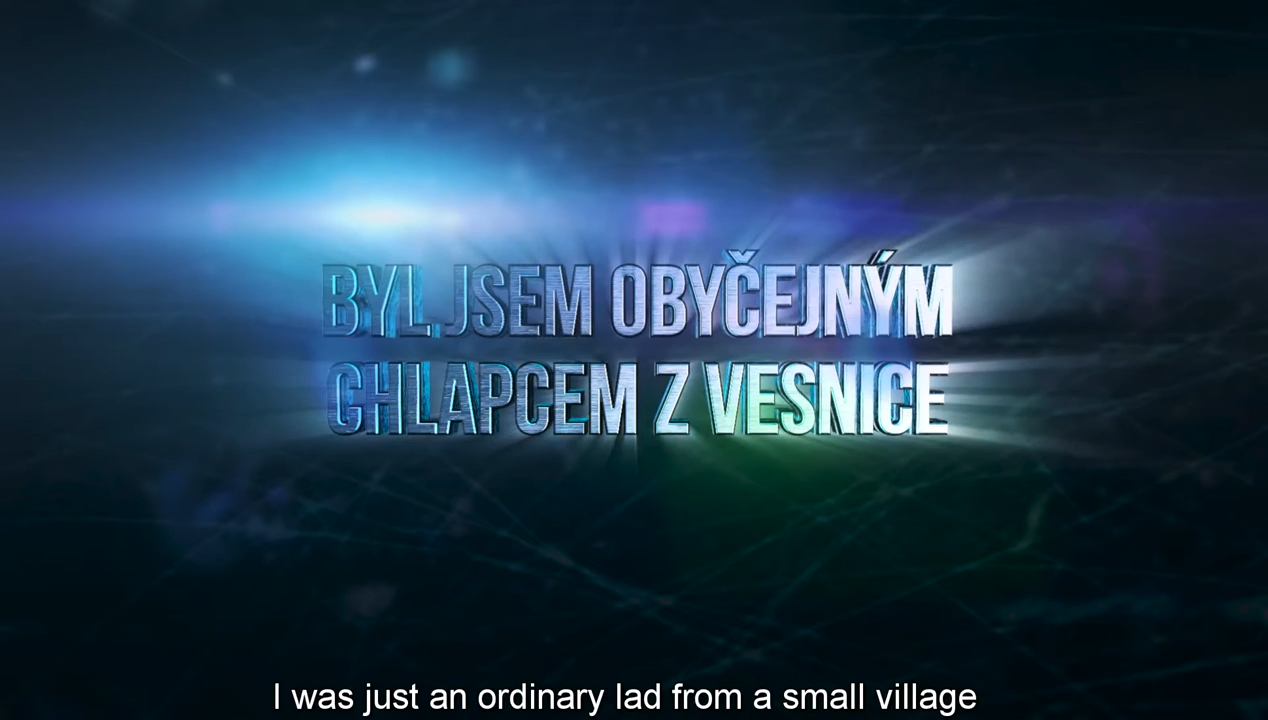 BYL JSEM OBYČEJNÝM
CHLAPCEM Z VESNICE
I was just an ordinary lad from a small village